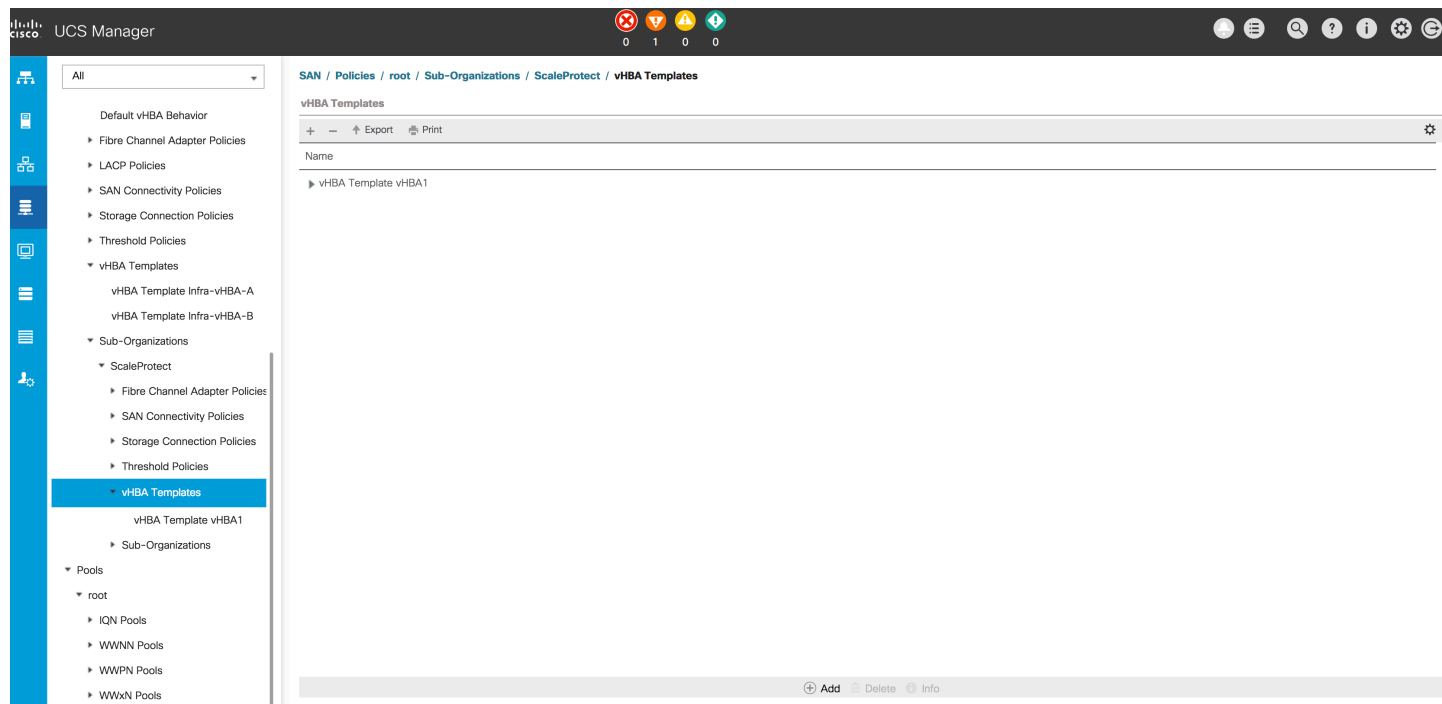 cisco UCS Manager
0 1 0 0
All
Default vHBA Behavior
Fibre Channel Adapter Policies
LACP Policies
SAN Connectivity Policies
Storage Connection Policies
Threshold Policies
vHBA Templates
vHBA Template Infra-vHBA-A
vHBA Template Infra-vHBA-B
Sub-Organizations
ScaleProtect
Fibre Channel Adapter Policies
SAN Connectivity Policies
Storage Connection Policies
Threshold Policies
vHBA Templates
vHBA Template vHBA1
Sub-Organizations
Pools
root
IQN Pools
WWNN Pools
WWPN Pools
WWxN Pools
SAN / Policies / root / Sub-Organizations / ScaleProtect / vHBA Templates
vHBA Templates
+ − Export Print
Name
vHBA Template vHBA1
Add Delete Info